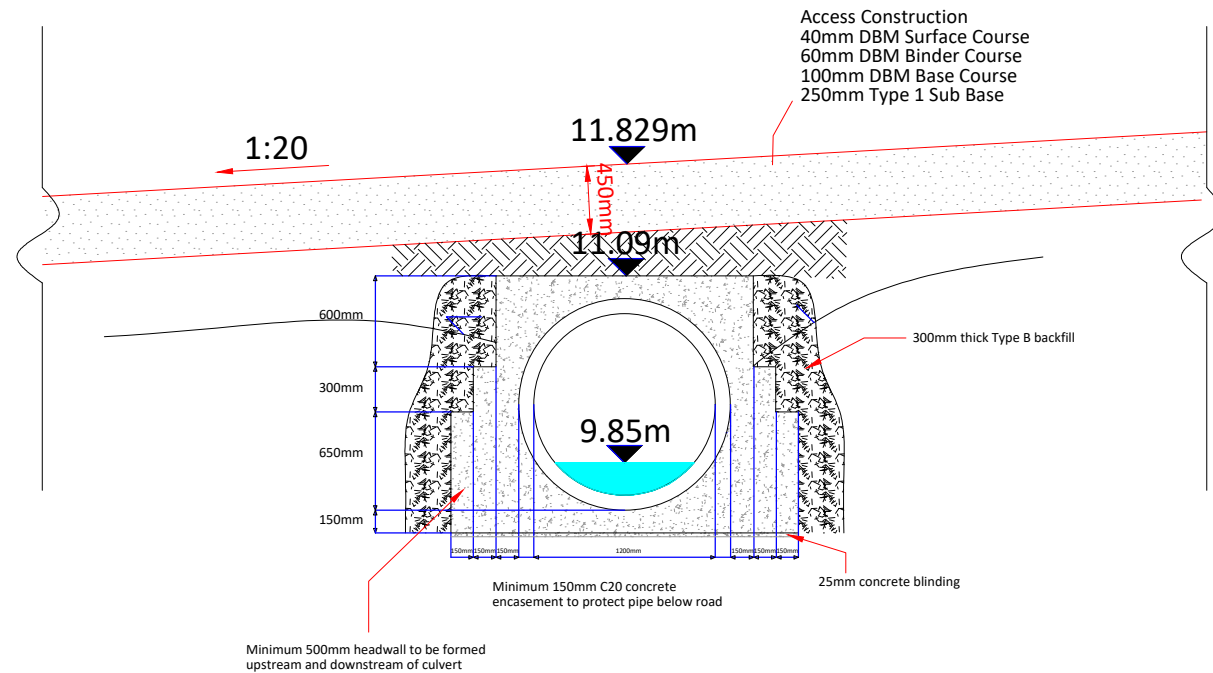 Access Construction
40mm DBM Surface Course
60mm DBM Binder Course
100mm DBM Base Course
250mm Type 1 Sub Base
11.829m
1:20
450mm
11.09m
600mm
300mm thick Type B backfill
300mm
9.85m
650mm
150mm
150mm 150mm 150mm 1200mm 150mm 150mm 150mm
25mm concrete blinding
Minimum 150mm C20 concrete
encasement to protect pipe below road
Minimum 500mm headwall to be formed
upstream and downstream of culvert